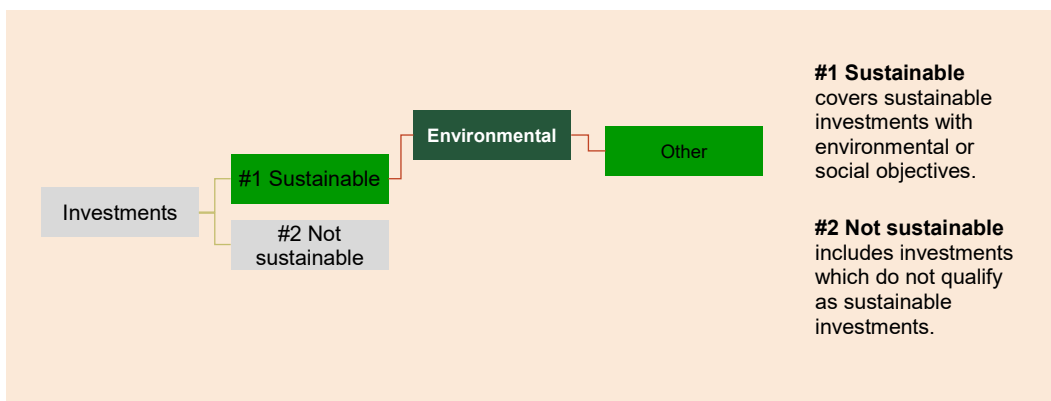 Investments
#1 Sustainable
#2 Not
sustainable
Environmental
Other
#1 Sustainable
covers sustainable
investments with
environmental or
social objectives.
#2 Not sustainable
includes investments
which do not qualify
as sustainable
investments.